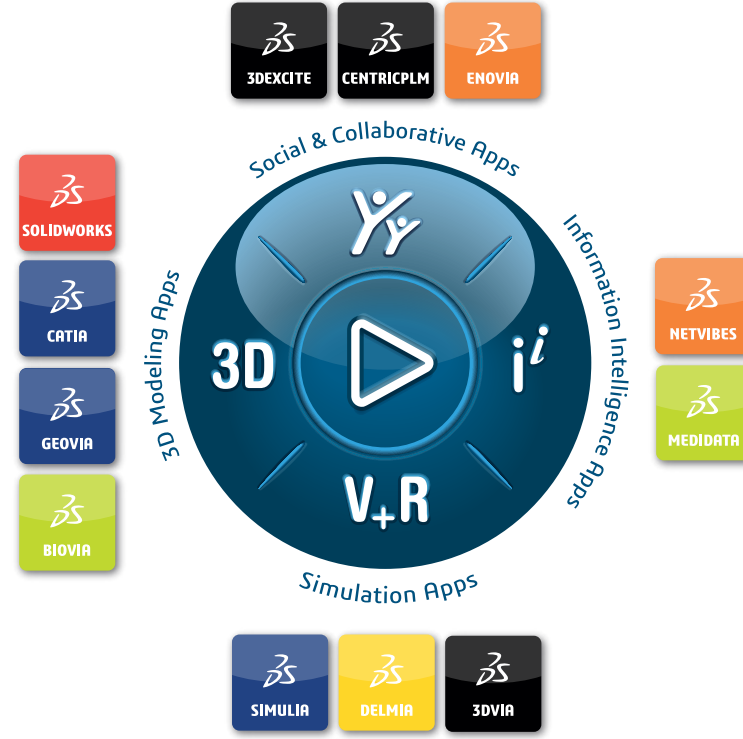 3DEXCITE
CENTRICPLM
ENOVIA
Social & Collaborative Apps
SOLIDWORKS
CATIA
GEOVIA
BIOVIA
3D Modeling Apps
3D
i i
V+R
Information Intelligence Apps
NETVIBES
MEDIDATA
Simulation Apps
SIMULIA
DELMIA
3DVIA